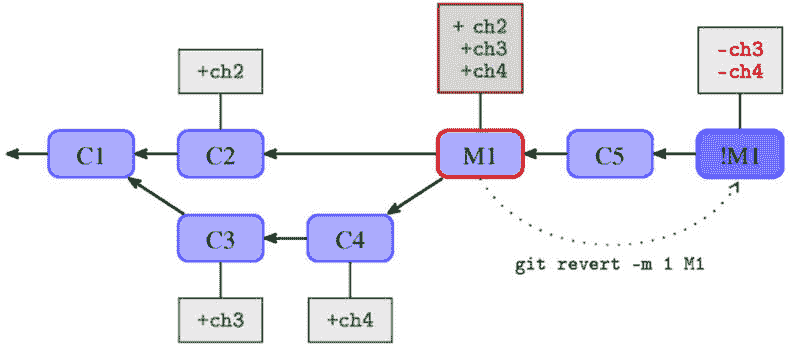 + ch2
+ch3
+ch4
-ch3
-ch4
+ch2
C1
C2
M1
C5
!M1
C3
C4
git revert -m 1 M1
+ch3
+ch4